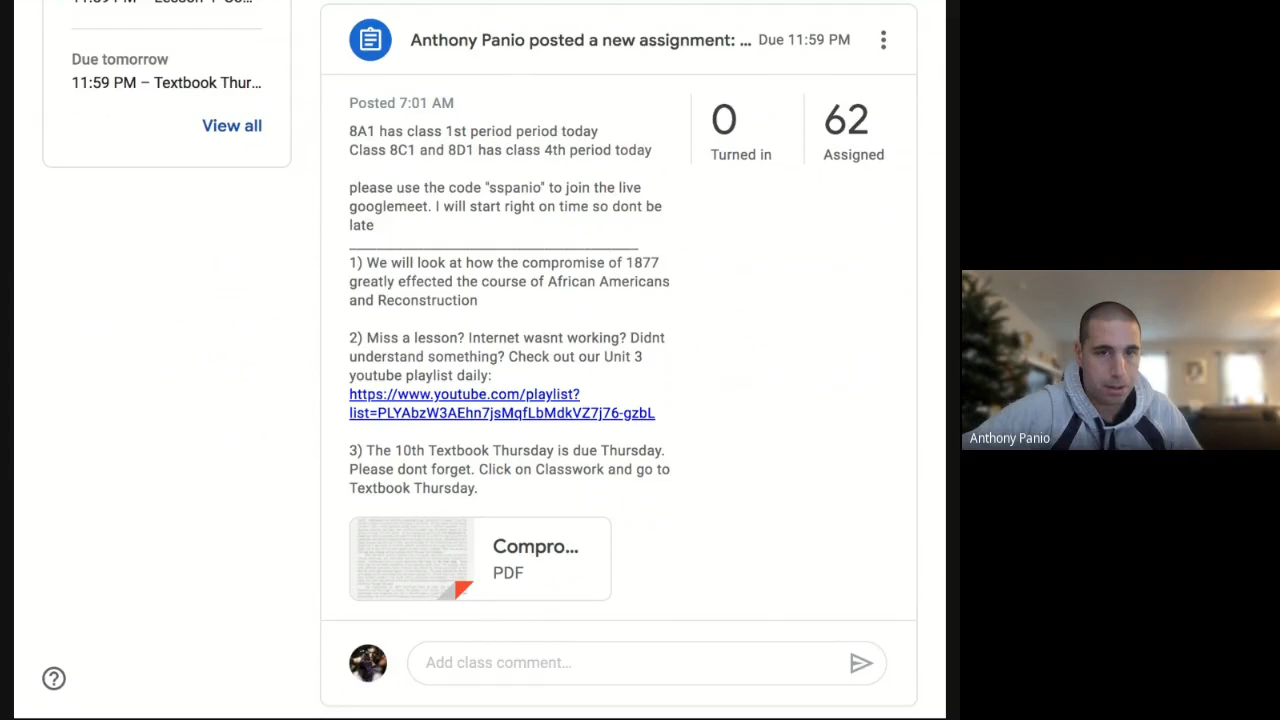 Due tomorrow
11:59 PM – Textbook Thur...
View all
Anthony Panio posted a new assignment: ... Due 11:59 PM
Posted 7:01 AM
8A1 has class 1st period period today
Class 8C1 and 8D1 has class 4th period today
0
Turned in
62
Assigned
please use the code "sspanio" to join the live
googlemeet. I will start right on time so dont be
late
1) We will look at how the compromise of 1877
greatly effected the course of African Americans
and Reconstruction
2) Miss a lesson? Internet wasnt working? Didnt
understand something? Check out our Unit 3
youtube playlist daily:
https://www.youtube.com/playlist?
list=PLYAbzW3AEhn7jsMqfLbMdkVZ7j76-gzbL
3) The 10th Textbook Thursday is due Thursday.
Please dont forget. Click on Classwork and go to
Textbook Thursday.
Compro...
PDF
Add class comment...
Anthony Panio